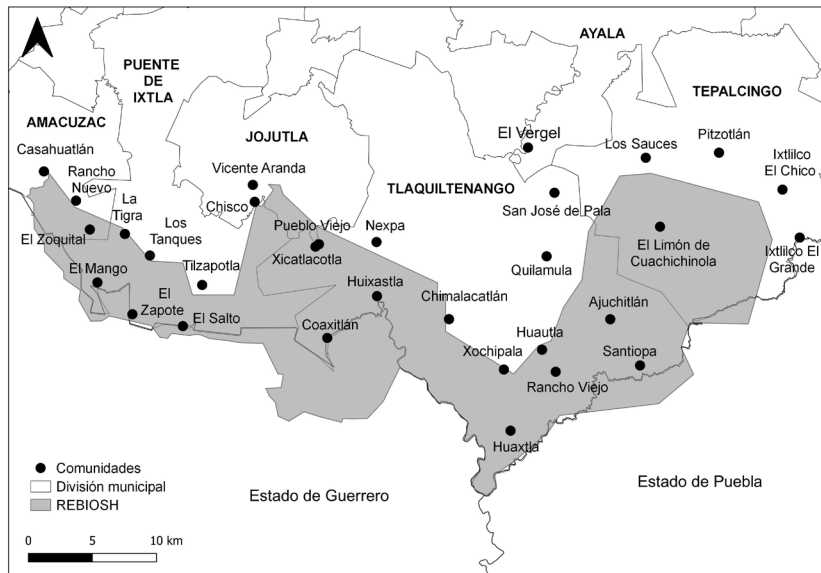 AYALA
PUENTE
DE
IXTLA
TEPALCINGO
AMACUZAC
JOJUTLA
El Vergel
Los Sauces
Pitzotlán
Casahuatlán
Ixtlilco
El Chico
Rancho
Nuevo
Vicente Aranda
TLAQUILTENANGO
La
Tigra
Chisco
San José de Pala
Los
Tanques
Pueblo Viejo
Nexpa
El Zoquital
Xicatlacotla
El Limón de
Cuachichinola
Ixtlilco El
Grande
El Mango
Tilzapotla
Quilamula
Huixastla
El
Zapote
El Salto
Chimalacatlán
Ajuchitlán
Coaxitlán
Huautla
Xochipala
Santiopa
Rancho Viejo
Huaxtla
Comunidades
División municipal
REBIOSH
Estado de Guerrero
Estado de Puebla
0 5 10 km